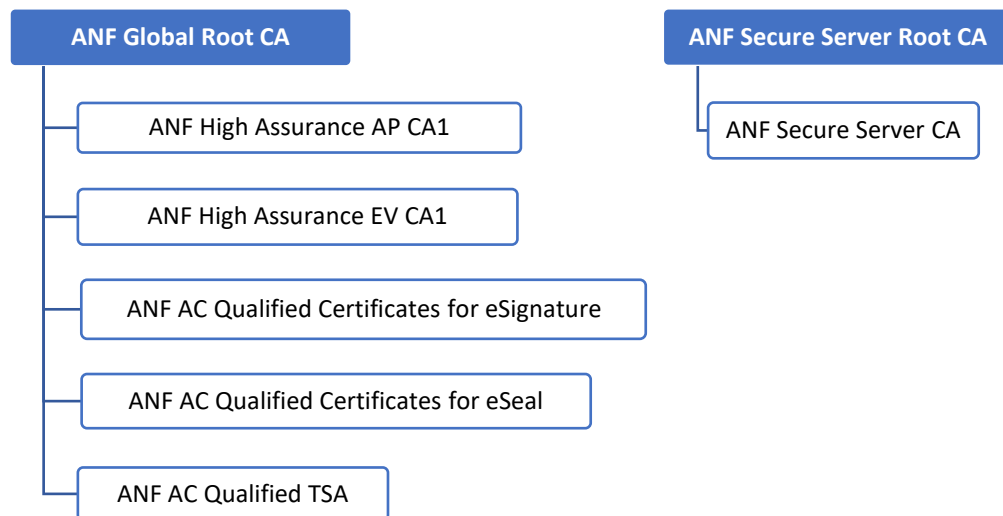 ANF Global Root CA
ANF High Assurance AP CA1
ANF High Assurance EV CA1
ANF AC Qualified Certificates for eSignature
ANF AC Qualified Certificates for eSeal
ANF AC Qualified TSA
ANF Secure Server Root CA
ANF Secure Server CA